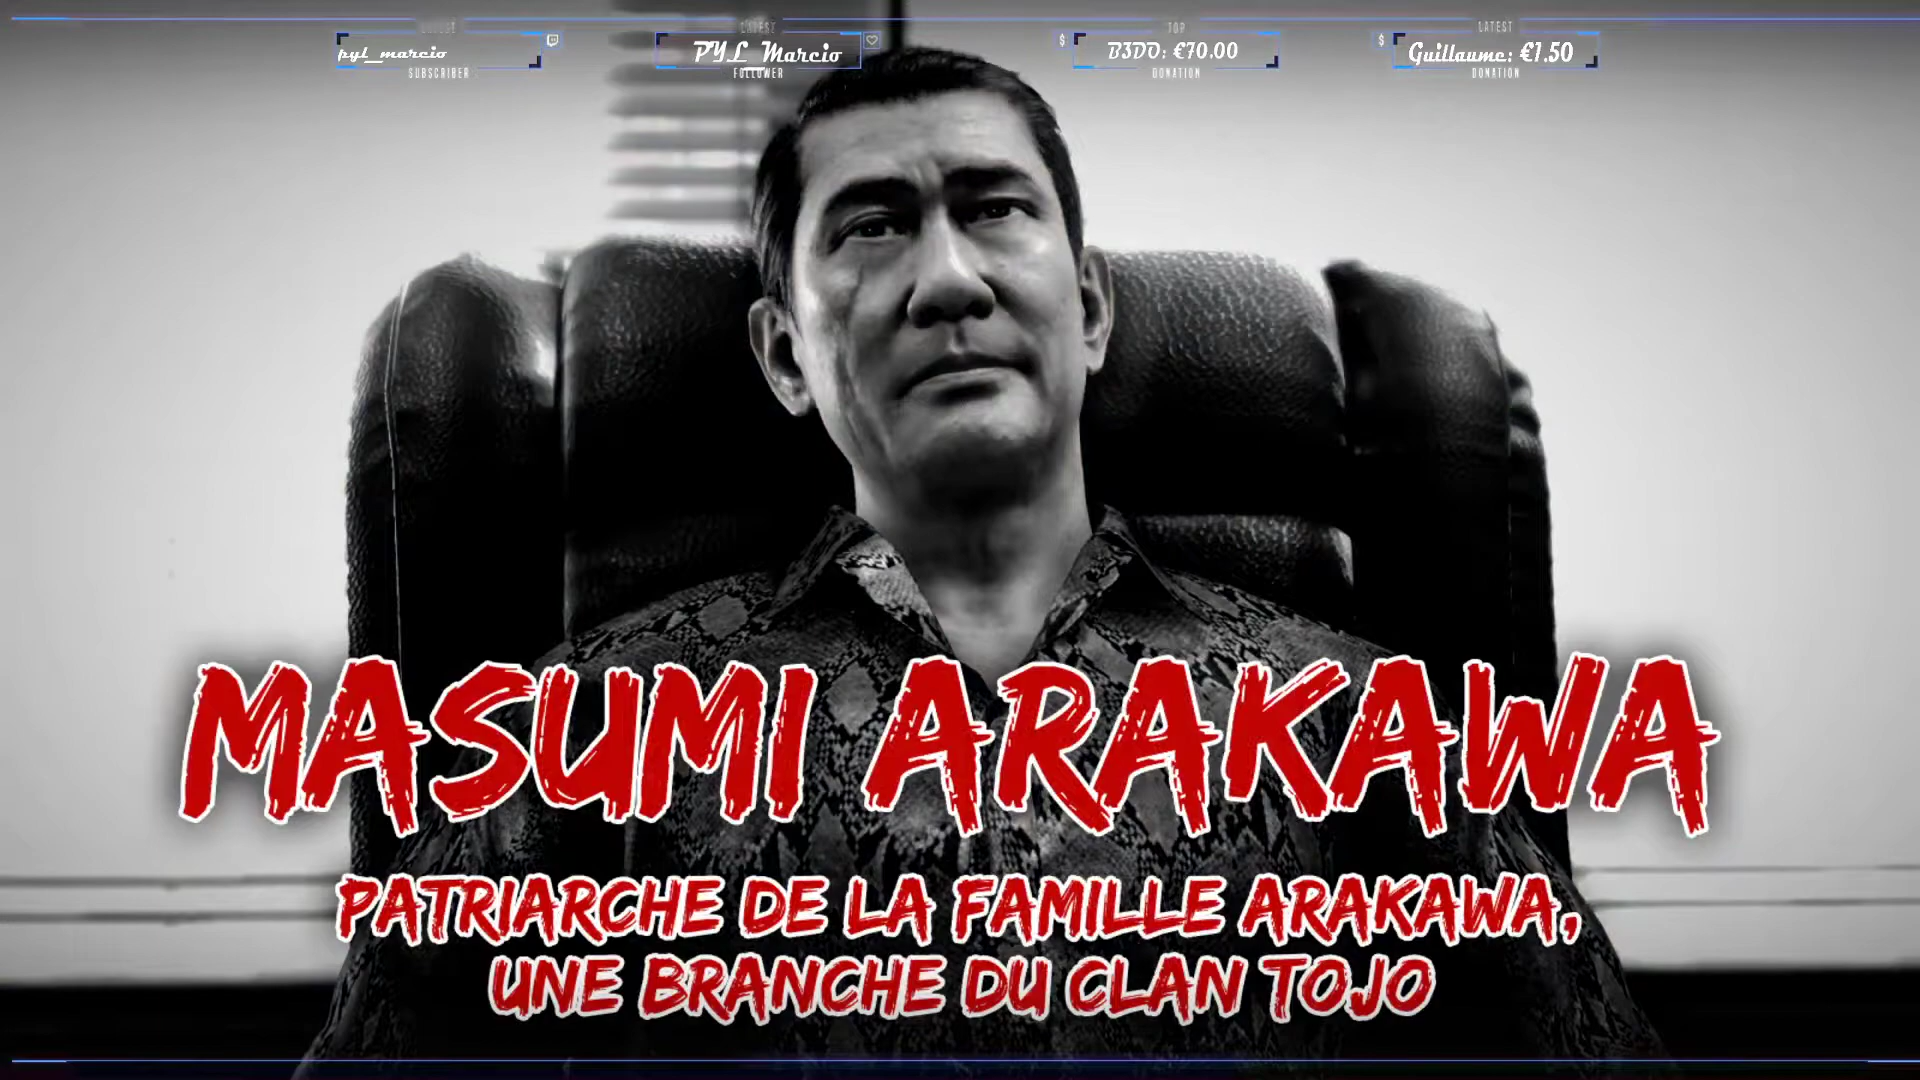 LATEST
TOP
LATEST
pyl_marcio
PYL_Marcio
B3DO: €70.00
Guillaume: €1.50
SUBSCRIBER
FOLLOWER
DONATION
DONATION
MASUMI ARAKAWA
PATRIARCHE DE LA FAMILLE ARAKAWA,
UNE BRANCHE DU CLAN TOJO